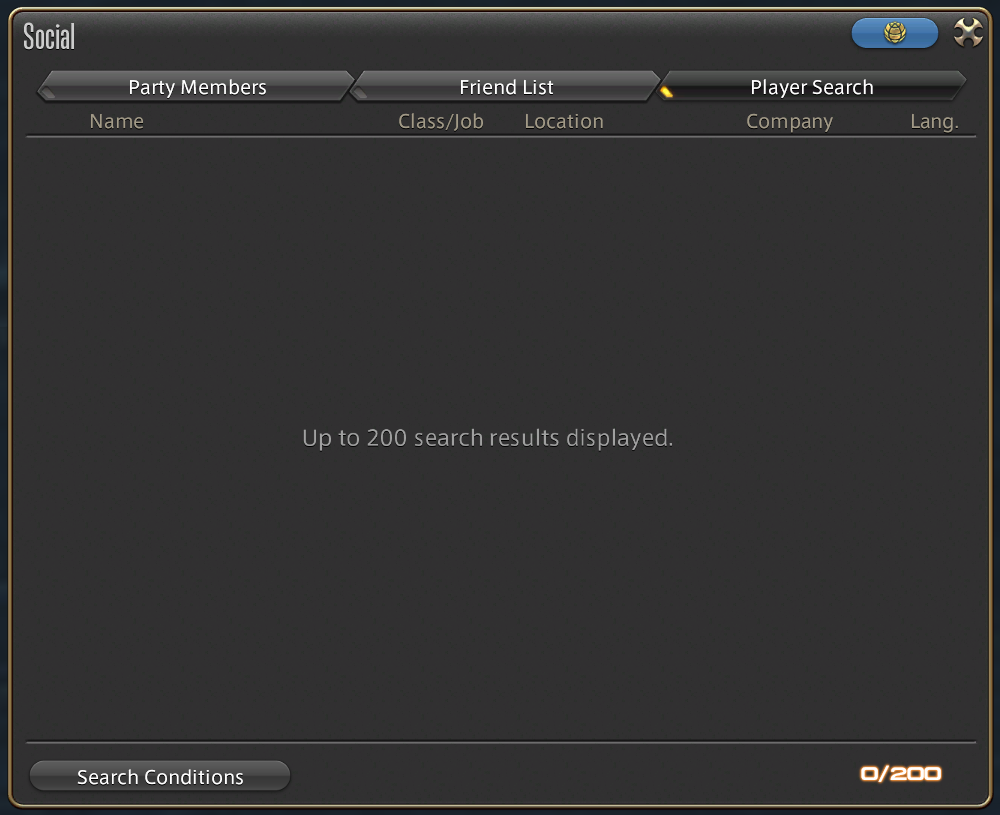 Social
Party Members Friend List Player Search
Name Class/Job Location Company Lang.
Up to 200 search results displayed.
Search Conditions 0/200